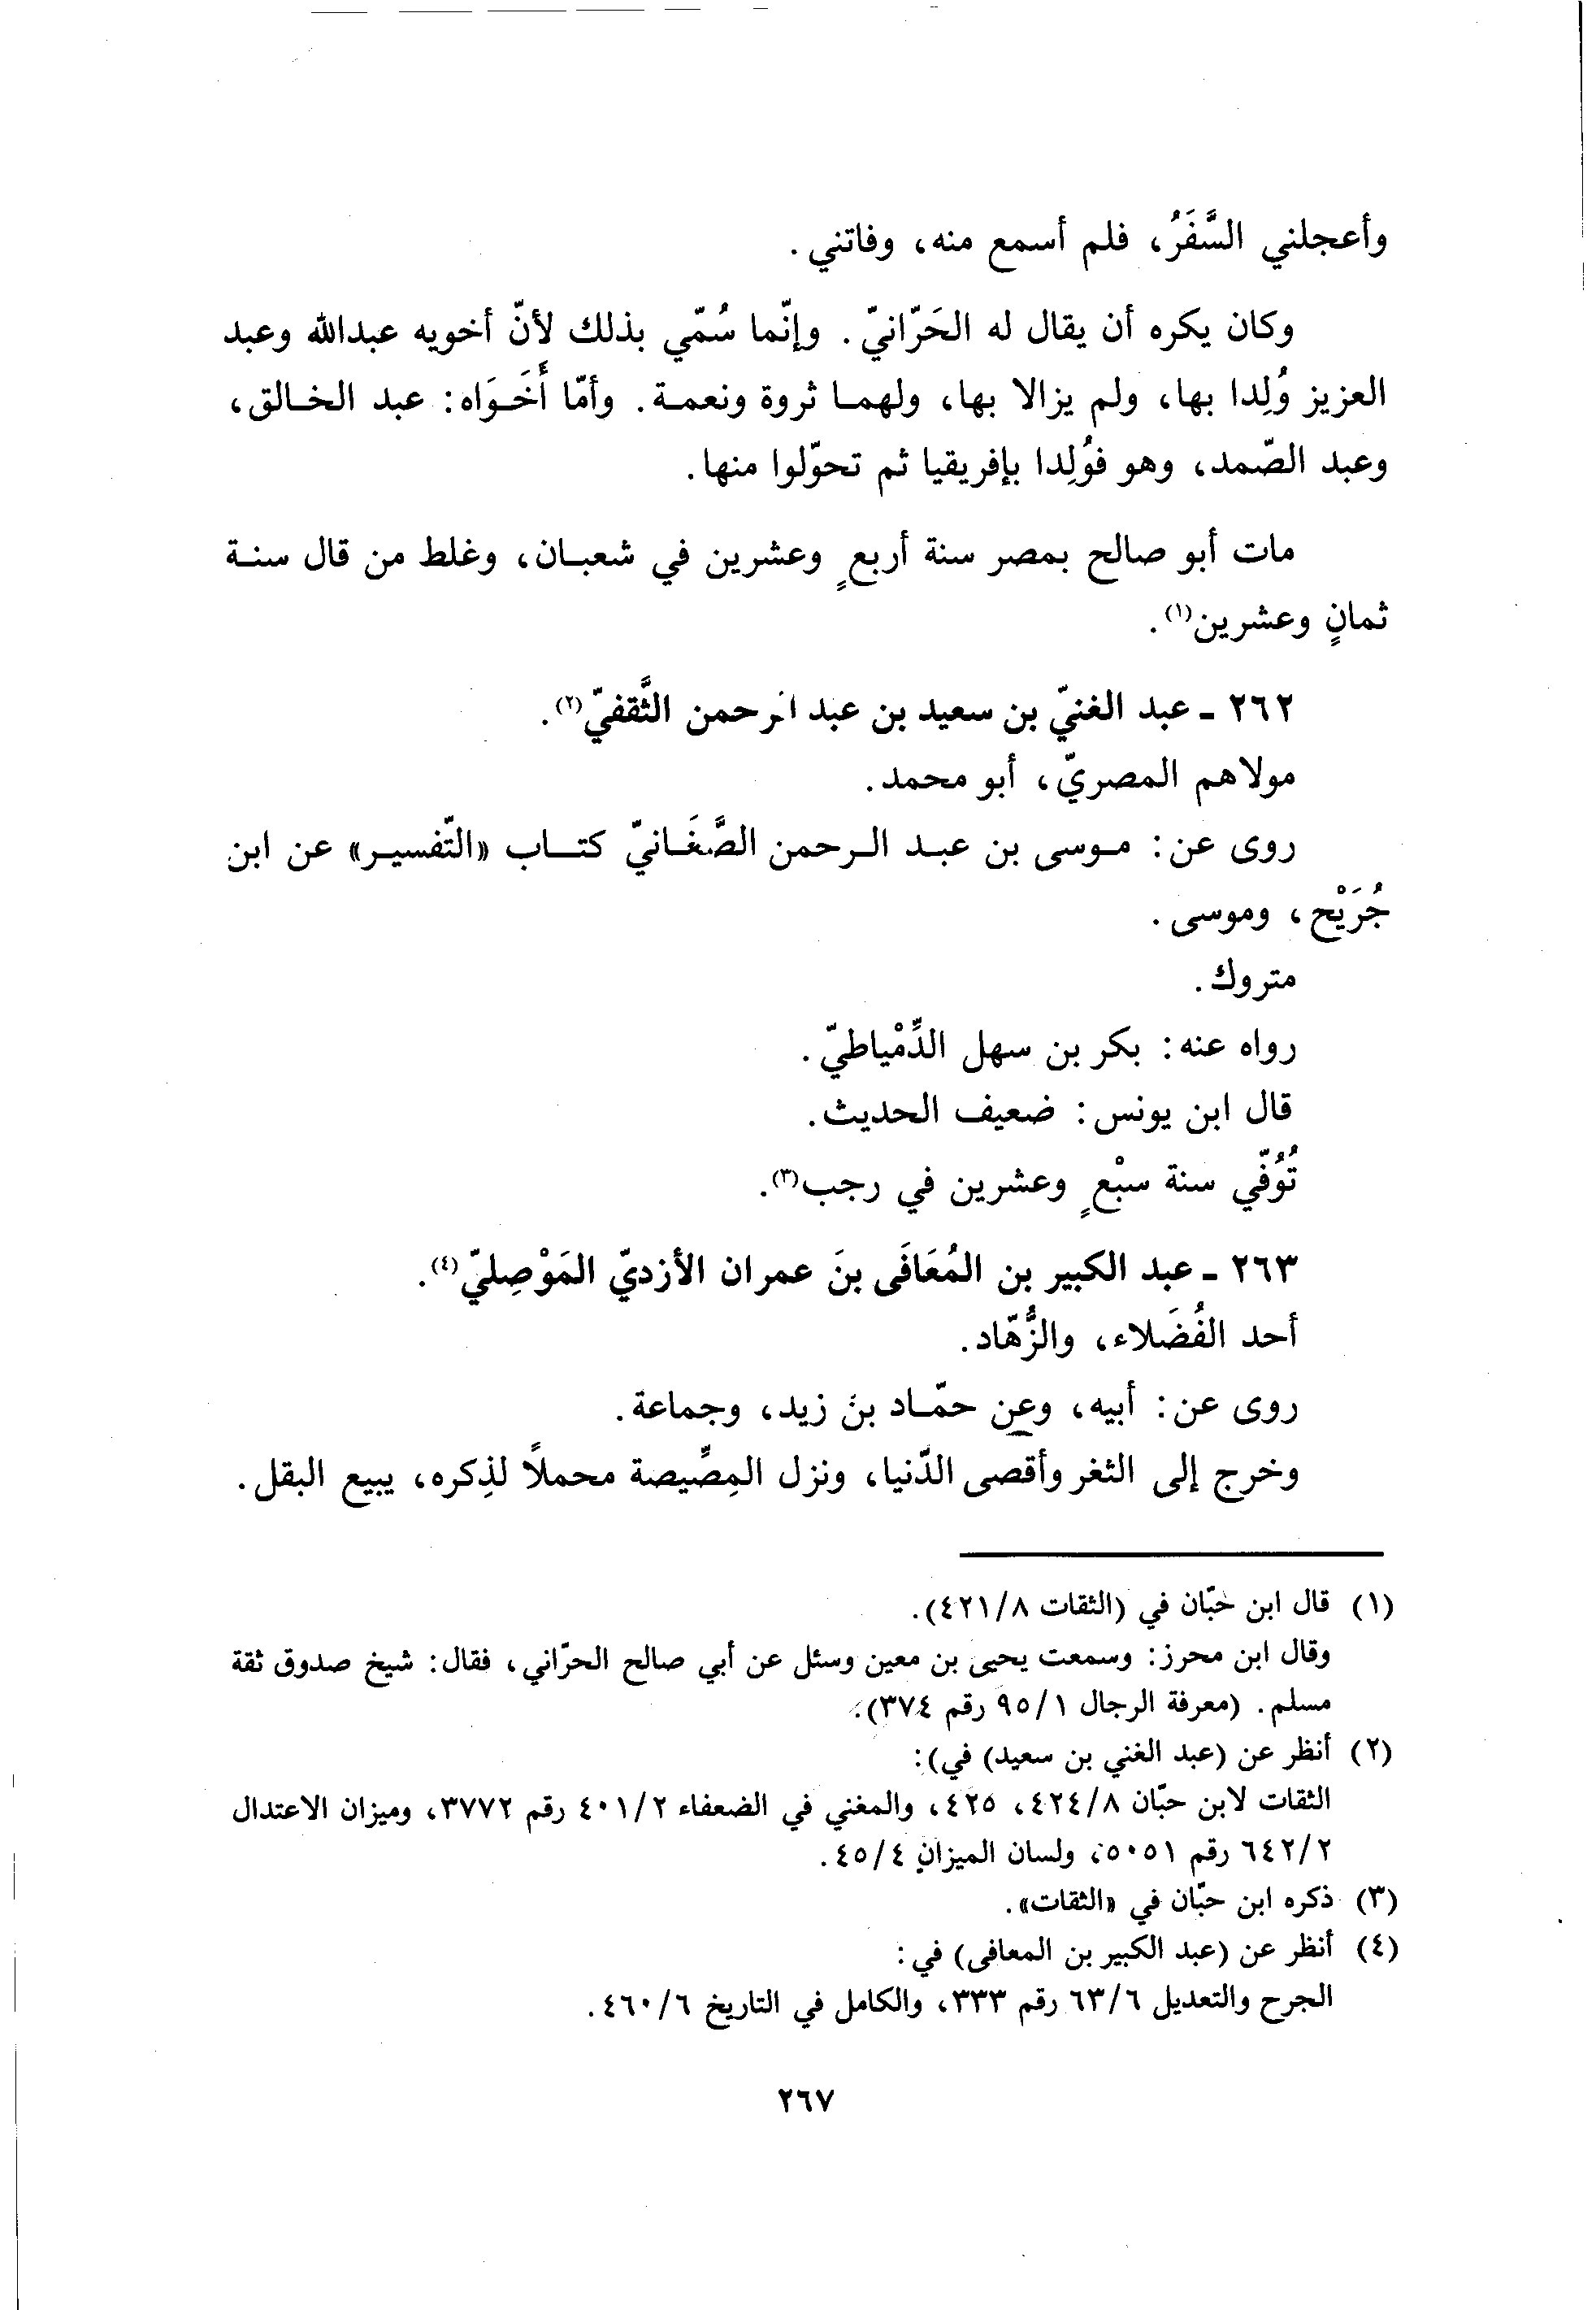 وأعجلني السَّفَرُ، فلم أسمع منه، وفاتني.
وكان يكره أن يقال له الحَرّانيّ. وإنّما سُمّي بذلك لأنّ أخويه عبدالله وعبد
العزيز وُلِدا بها، ولم يزالا بها، ولهما ثروة ونعمة. وأمّا أَخَوَاه: عبد الخالق،
وعبد الصّمد، وهو فوُلِدا بإفريقيا ثم تحوّلوا منها.
مات أبو صالح بمصر سنة أربعٍ وعشرين في شعبان، وغلط من قال سنة
ثمانٍ وعشرين(١).
٢٦٢ ـ عبد الغنيّ بن سعيد بن عبد الرحمن الثَّقفيّ(٢).
مولاهم المصريّ، أبو محمد.
روى عن: موسى بن عبد الرحمن الصَّغَانيّ كتاب «التّفسير» عن ابن
جُرَيْح، وموسى.
متروك.
رواه عنه: بكر بن سهل الدِّمْياطيّ.
قال ابن يونس: ضعيف الحديث.
تُوُفّي سنة سبْعٍ وعشرين في رجب(٣).
٢٦٣ ـ عبد الكبير بن المُعَافَى بنَ عمران الأزديّ المَوْصِليّ(٤).
أحد الفُضَلاء، والزُّهّاد.
روى عن: أبيه، وعن حمّاد بن زيد، وجماعة.
وخرج إلى الثغر وأقصى الدّنيا، ونزل المِصِّيصة محملاً لذِكره، يبيع البقل.
(١) قال ابن حبّان في (الثقات ٤٢١/٨).
وقال ابن محرز: وسمعت يحيى بن معين وسئل عن أبي صالح الحرّاني، فقال: شيخ صدوق ثقة
مسلم. (معرفة الرجال ٩٥/١ رقم ٣٧٤).
(٢) أنظر عن (عبد الغني بن سعيد) في):
الثقات لابن حبّان ٤٢٤/٨، ٤٢٥، والمغني في الضعفاء ٤٠١/٢ رقم ٣٧٧٢، وميزان الاعتدال
٦٤٢/٢ رقم ٥٠٥١، ولسان الميزان ٤٥/٤.
(٣) ذكره ابن حبّان في «الثقات».
(٤) أنظر عن (عبد الكبير بن المعافى) في:
الجرح والتعديل ٦٣/٦ رقم ٣٣٣، والكامل في التاريخ ٤٦٠/٦.
٢٦٧